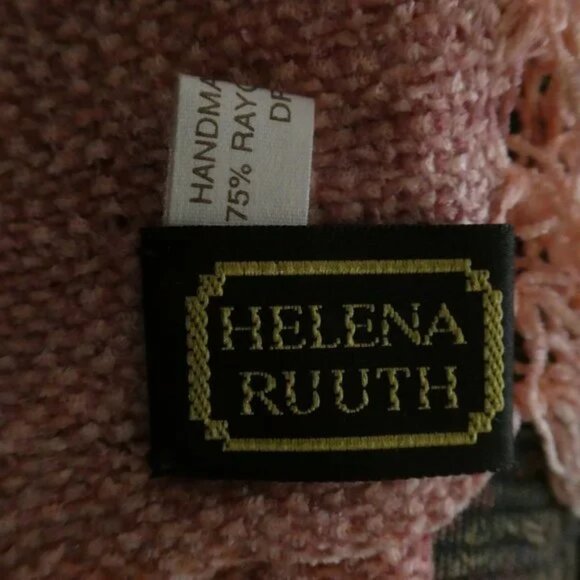 HANDMA
75% RAYO
DR
HELENA
RUUTH